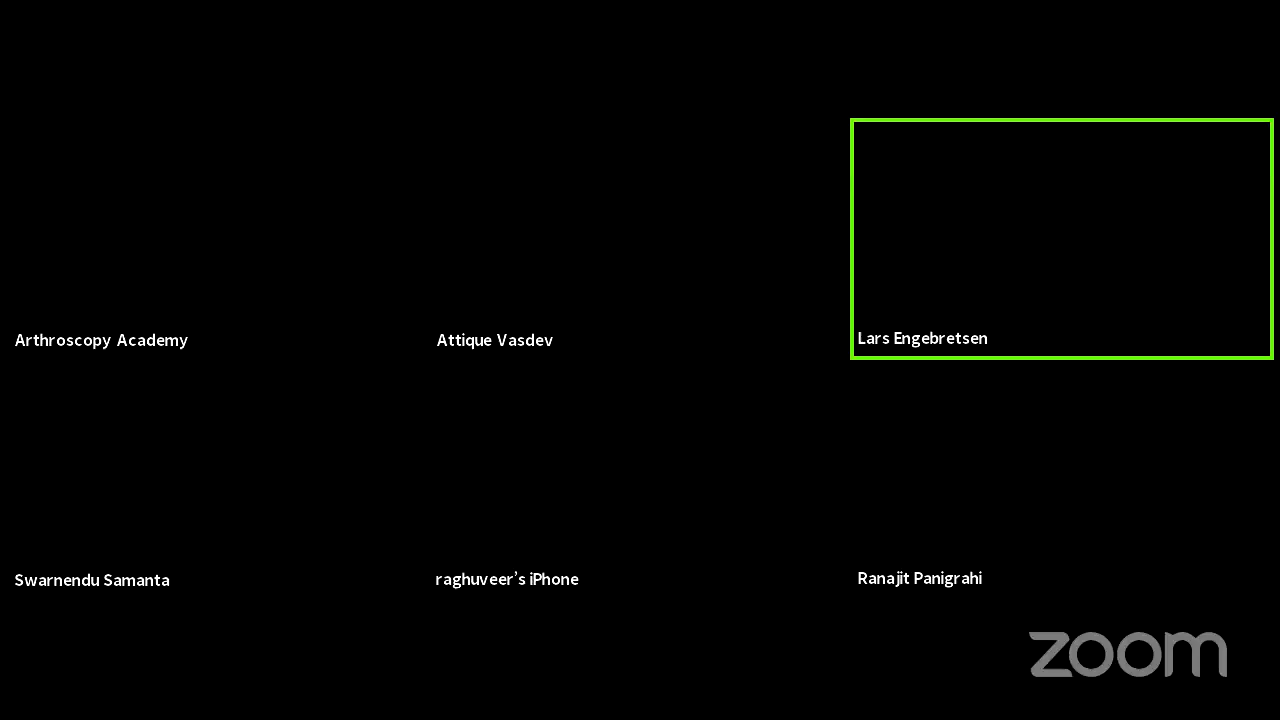 Arthroscopy Academy
Attique Vasdev
Lars Engebretsen
Swarnendu Samanta
raghuveer's iPhone
Ranajit Panigrahi
zoom